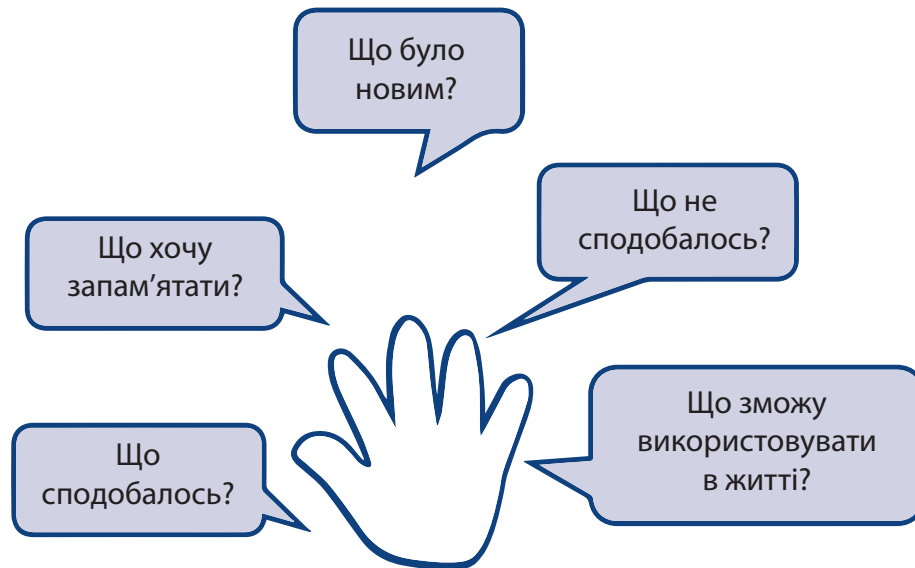 Що було
новим?
Що не
сподобалось?
Що хочу
запам’ятати?
Що зможу
використовувати
в житті?
Що
сподобалось?